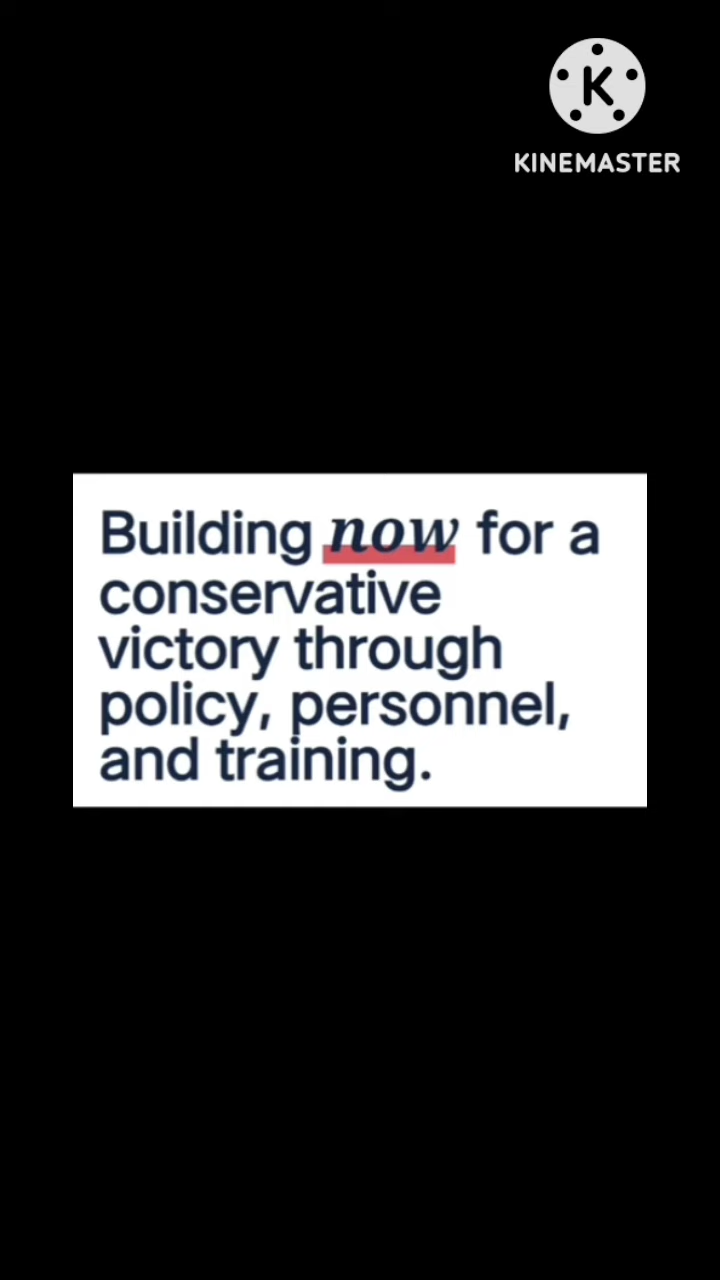 K
KINEMASTER
Building now for a
conservative
victory through
policy, personnel,
and training.